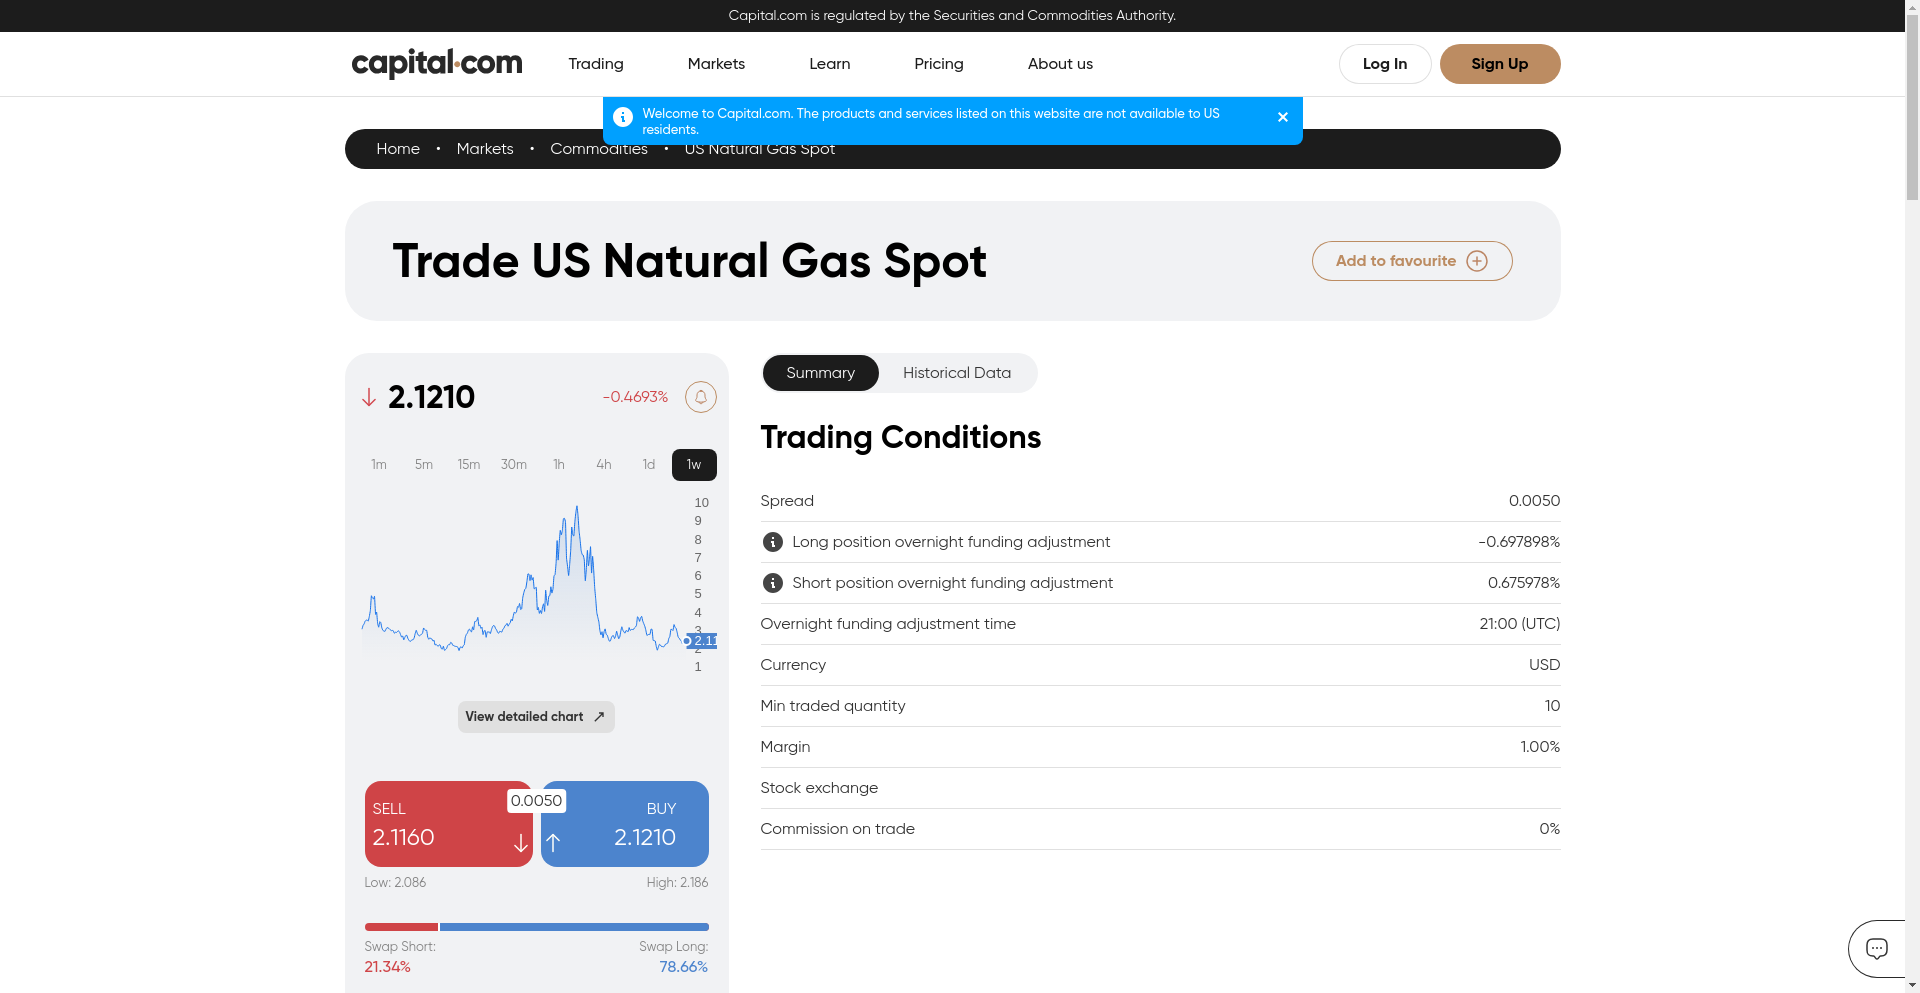 Capital.com is regulated by the Securities and Commodities Authority.
capital.com
Trading
Markets
Learn
Pricing
About us
Log In
Sign Up
Welcome to Capital.com. The products and services listed on this website are not available to US
residents.
Home • Markets • Commodities • US Natural Gas Spot
Trade US Natural Gas Spot
Add to favourite
2.1210
-0.4693%
1m 5m 15m 30m 1h 4h 1d 1w
10
9
8
7
6
5
4
3
2.11
2
1
View detailed chart
SELL
2.1160
0.0050
BUY
2.1210
Low: 2.086
High: 2.186
Swap Short:
21.34%
Swap Long:
78.66%
Summary
Historical Data
Trading Conditions
Spread 0.0050
Long position overnight funding adjustment -0.697898%
Short position overnight funding adjustment 0.675978%
Overnight funding adjustment time 21:00 (UTC)
Currency USD
Min traded quantity 10
Margin 1.00%
Stock exchange
Commission on trade 0%